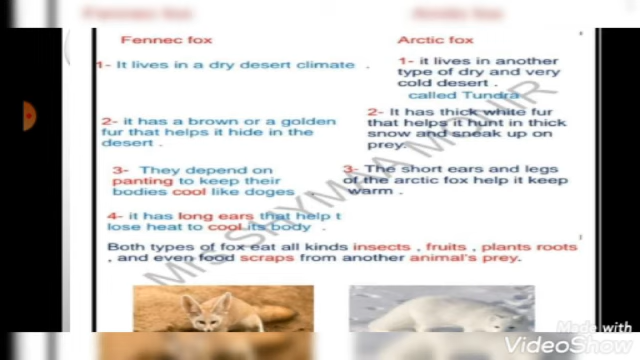 Fennec fox
Arctic fox
Fennec fox
1- It lives in a dry desert climate .
2- it has a brown or a golden
fur that helps it hide in the
desert .
3- They depend on
panting to keep their
bodies cool like doges .
4- it has long ears that help t
lose heat to cool its body .
Arctic fox
1- it lives in another
type of dry and very
cold desert .
called Tundra
2- It has thick white fur
that helps it hunt in thick
snow and sneak up on
prey.
3- The short ears and legs
of the arctic fox help it keep
warm .
Both types of fox eat all kinds insects , fruits , plants roots
, and even food scraps from another animal's prey.
Made with
VideoShow